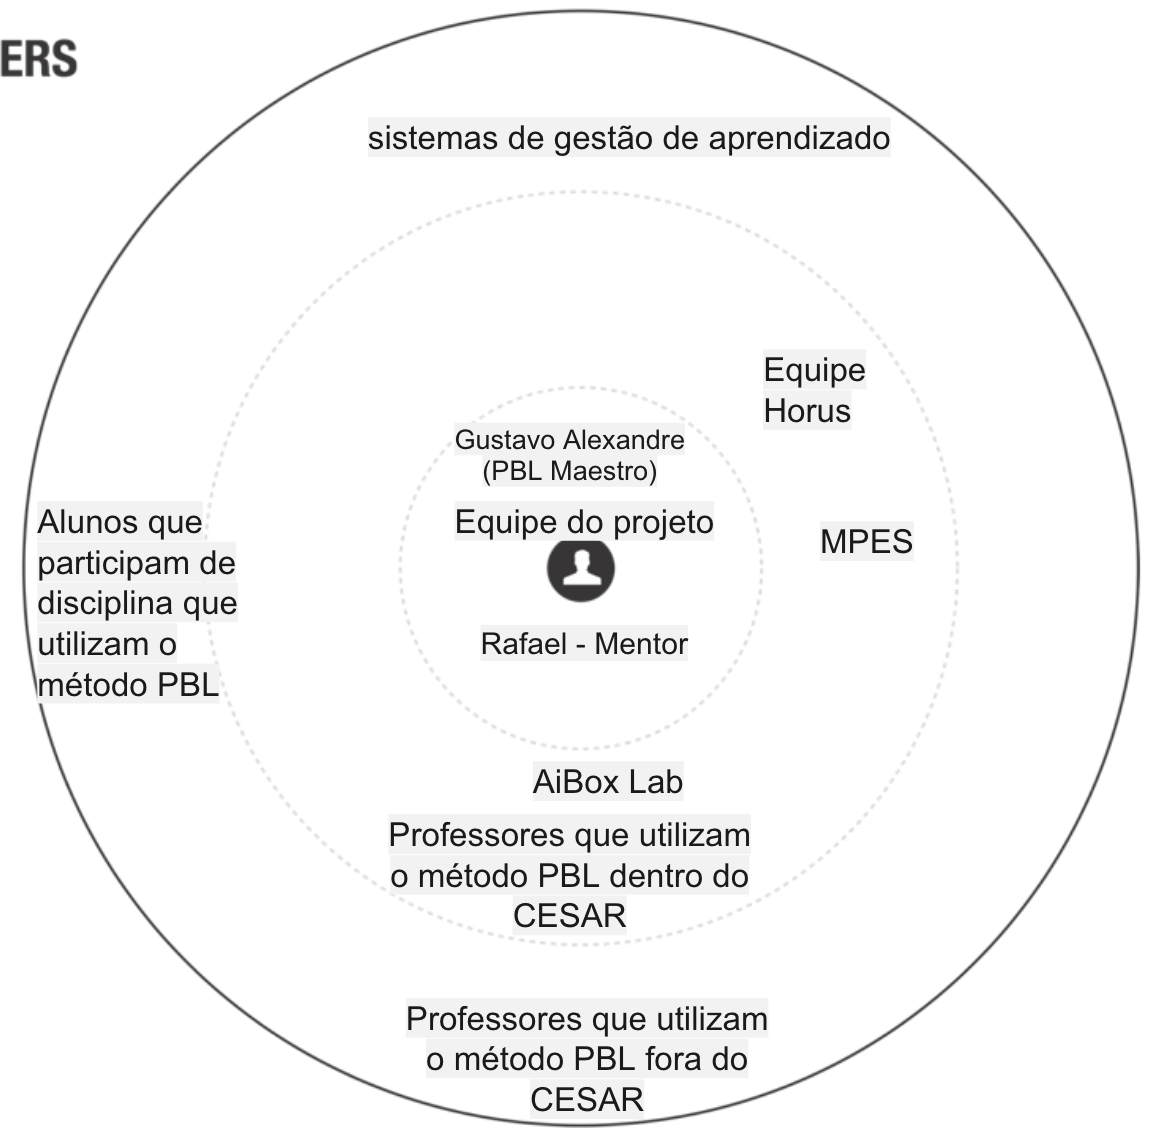 ERS
sistemas de gestão de aprendizado
Equipe
Horus
Gustavo Alexandre
(PBL Maestro)
Equipe do projeto
MPES
Alunos que
participam de
disciplina que
utilizam o
método PBL
Rafael - Mentor
AiBox Lab
Professores que utilizam
o método PBL dentro do
CESAR
Professores que utilizam
o método PBL fora do
CESAR